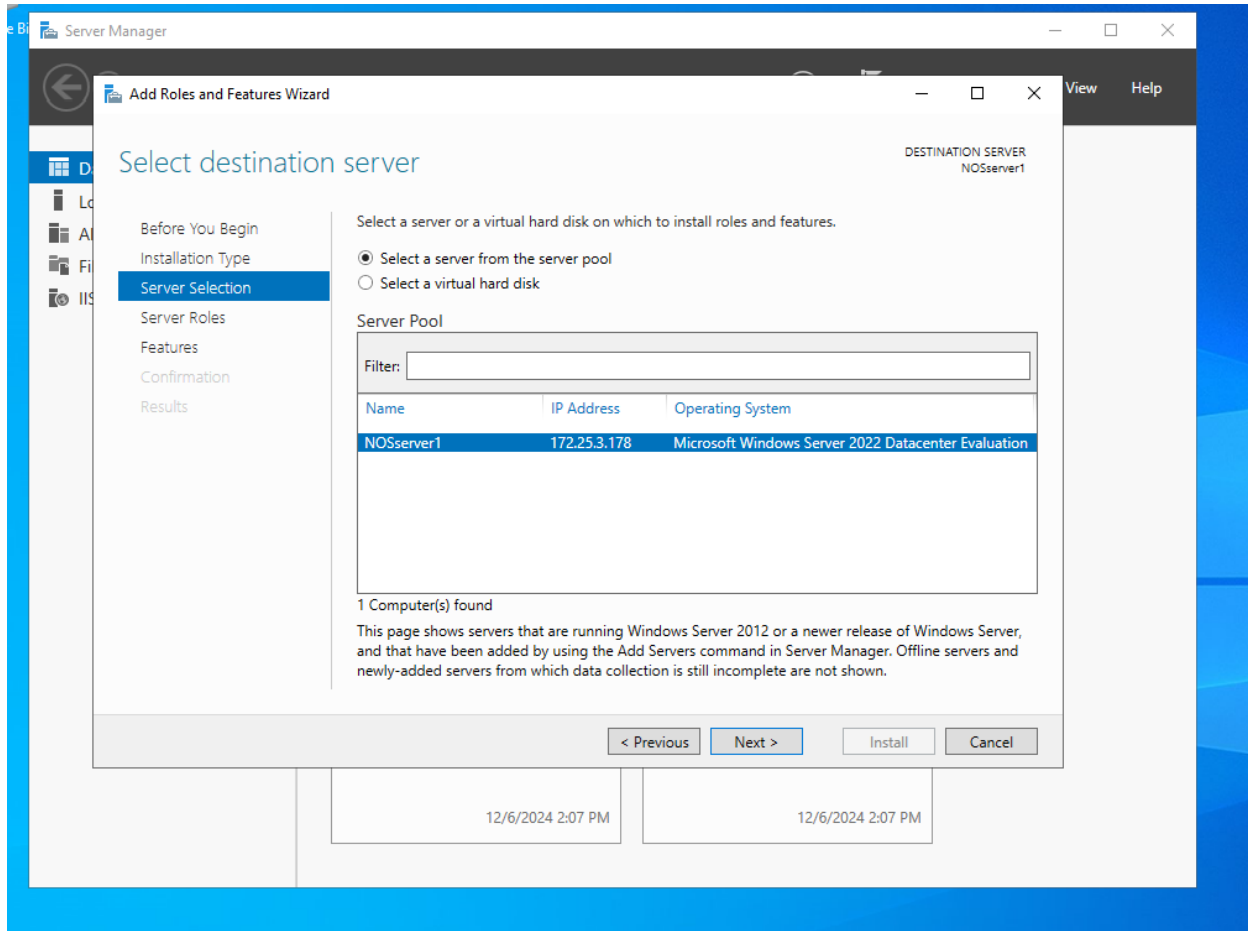 e Bi
Server Manager
View
Help
Add Roles and Features Wizard
Select destination server
DESTINATION SERVER
NOSserver1
D
Lo
Al
Fi
IIS
Before You Begin
Installation Type
Server Selection
Server Roles
Features
Confirmation
Results
Select a server or a virtual hard disk on which to install roles and features.
Select a server from the server pool
Select a virtual hard disk
Server Pool
Filter:
Name IP Address Operating System
NOSserver1 172.25.3.178 Microsoft Windows Server 2022 Datacenter Evaluation
1 Computer(s) found
This page shows servers that are running Windows Server 2012 or a newer release of Windows Server,
and that have been added by using the Add Servers command in Server Manager. Offline servers and
newly-added servers from which data collection is still incomplete are not shown.
< Previous
Next >
Install
Cancel
12/6/2024 2:07 PM
12/6/2024 2:07 PM